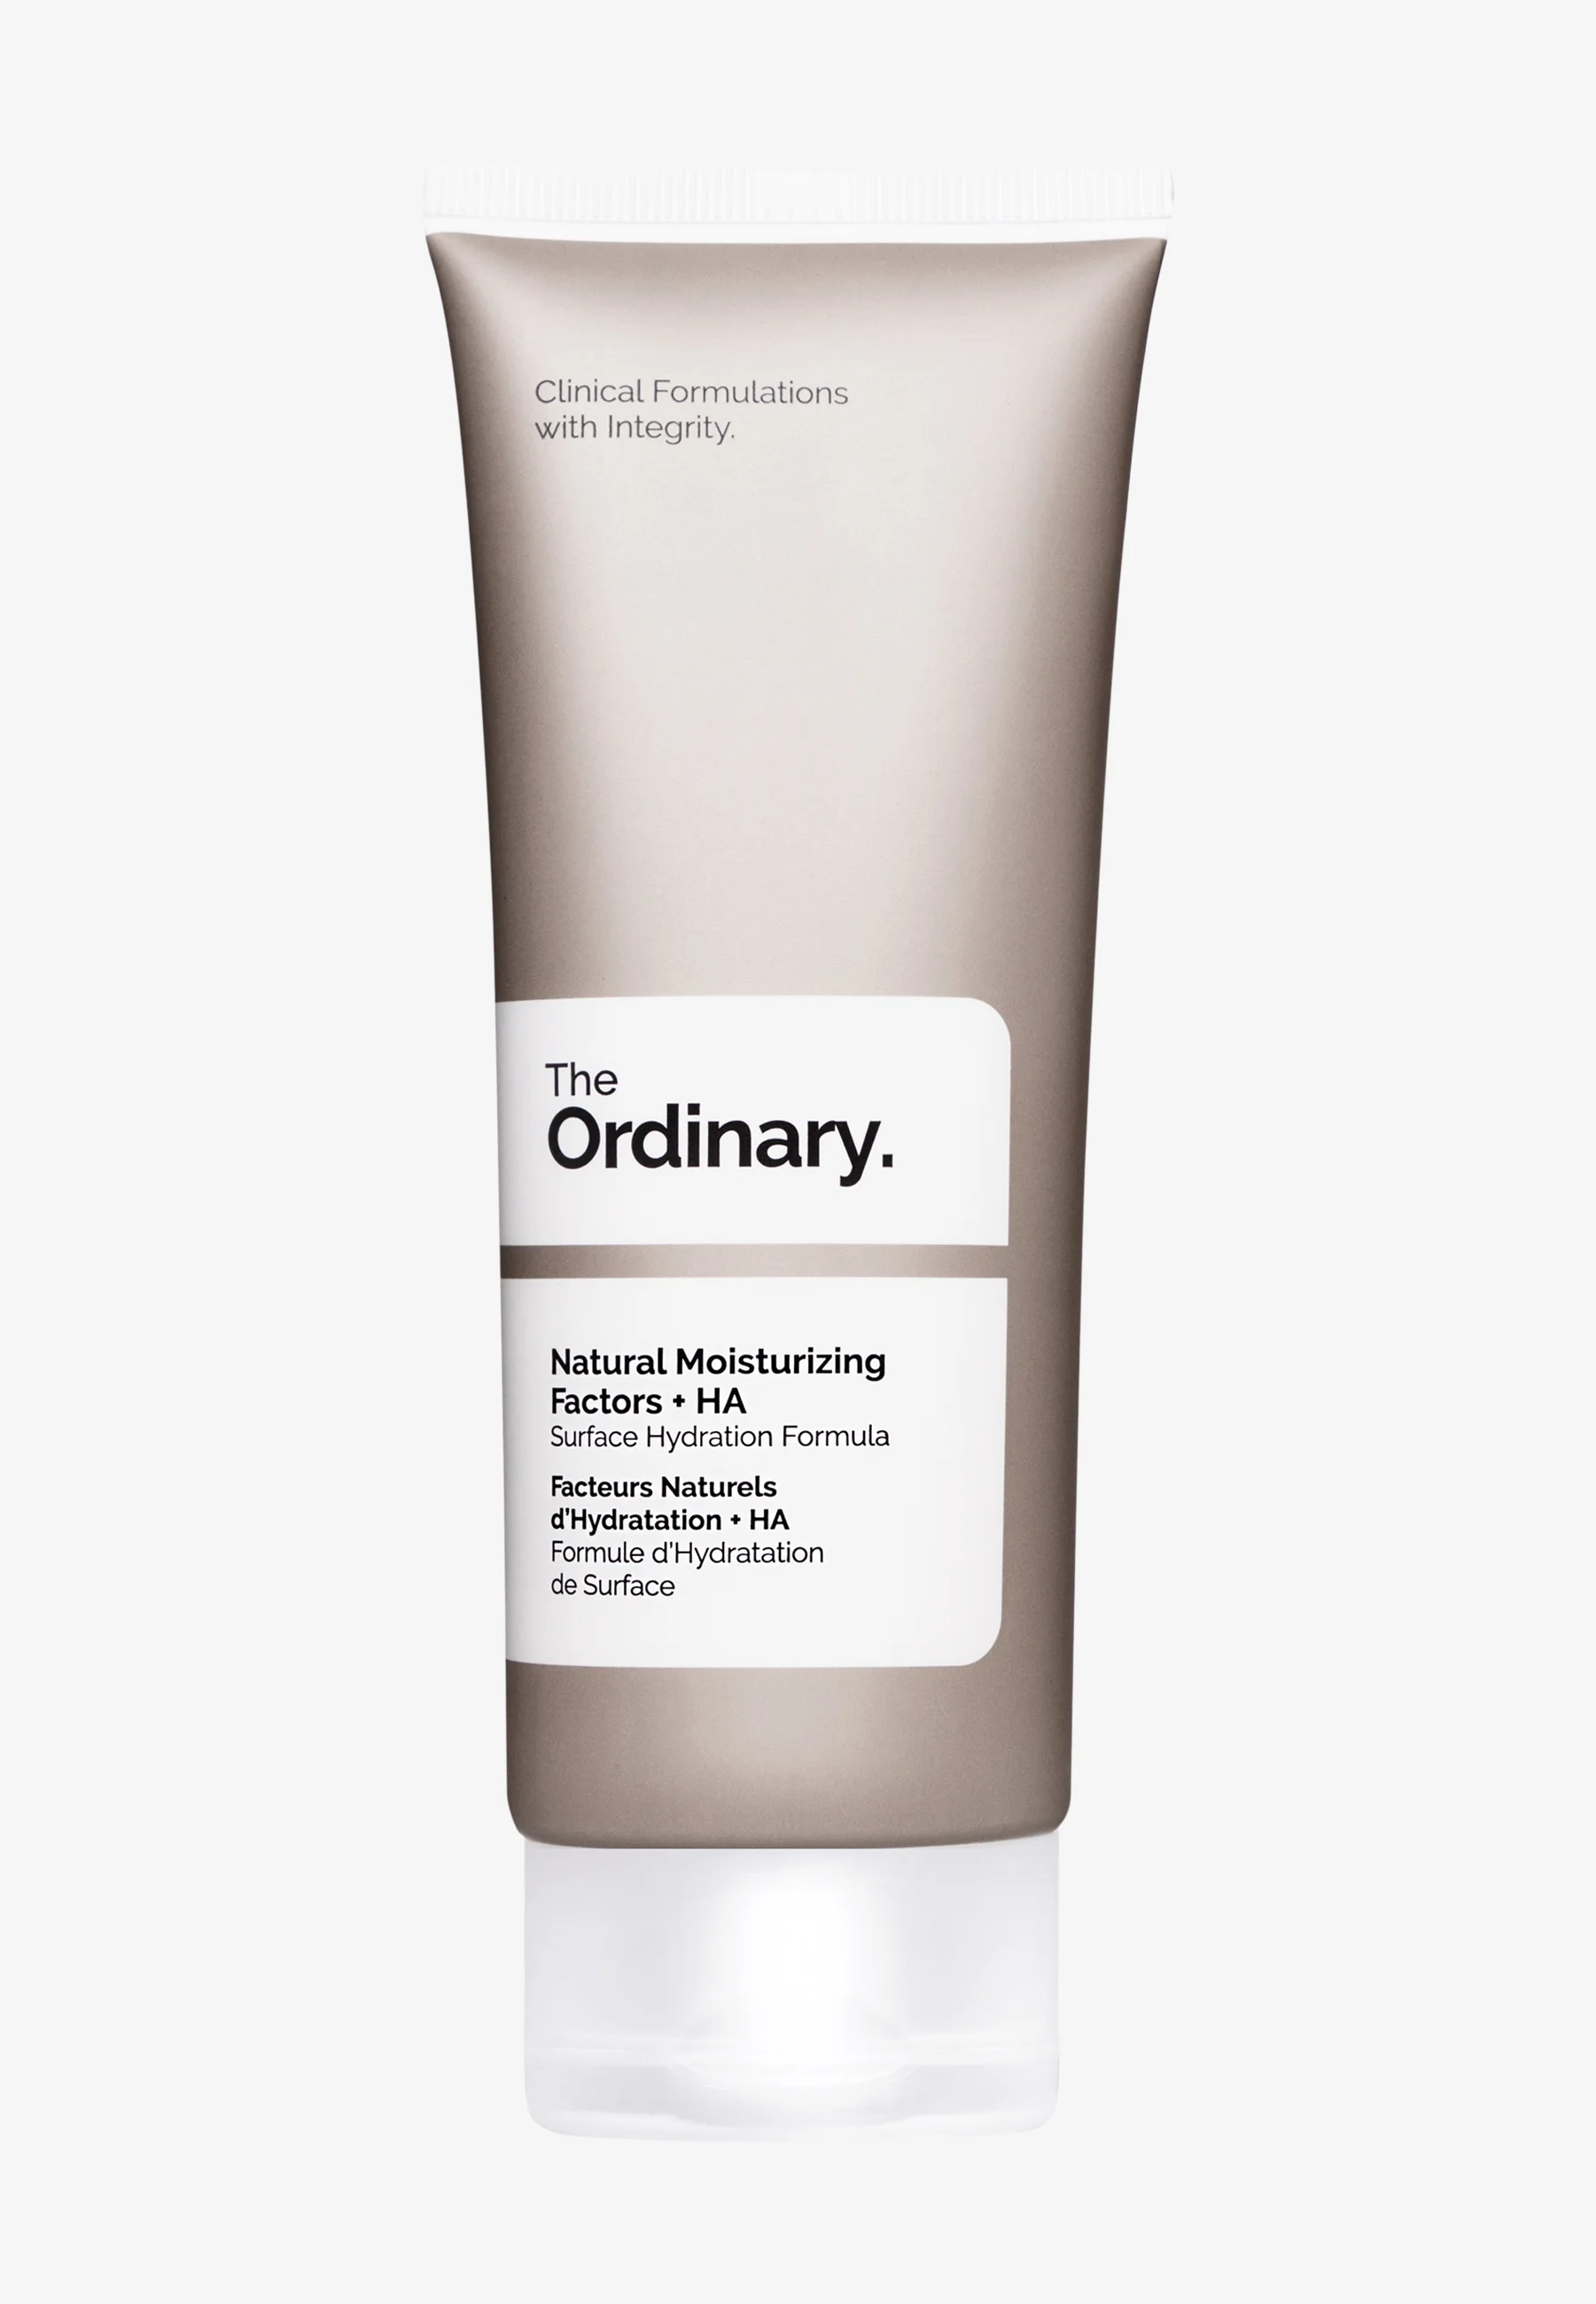 Clinical Formulations
with Integrity.
The
Ordinary.
Natural Moisturizing
Factors + HA
Surface Hydration Formula
Facteurs Naturels
d'Hydratation + HA
Formule d'Hydratation
de Surface